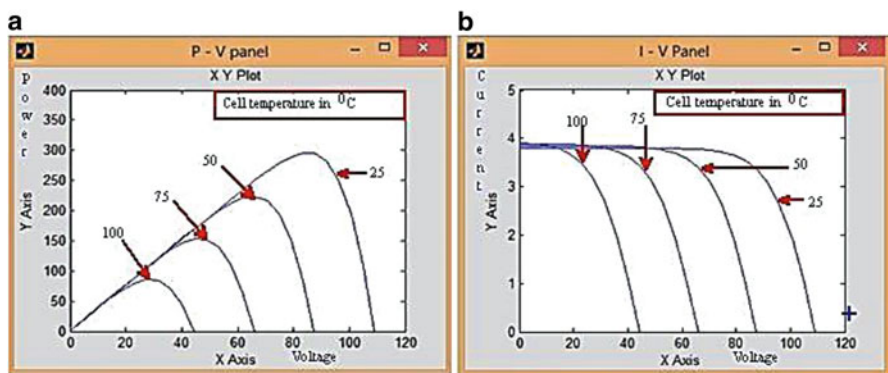 a
P - V panel
X Y Plot
Power
Cell temperature in 0C
400
350
300
250
200
150
100
50
0
Y Axis
100
75
50
25
0 20 40 60 80 100 120
X Axis Voltage
b
I - V Panel
X Y Plot
Current
Cell temperature in 0C
5
4
3
2
1
0
Y Axis
100
75
50
25
0 20 40 60 80 100 120
X Axis Voltage